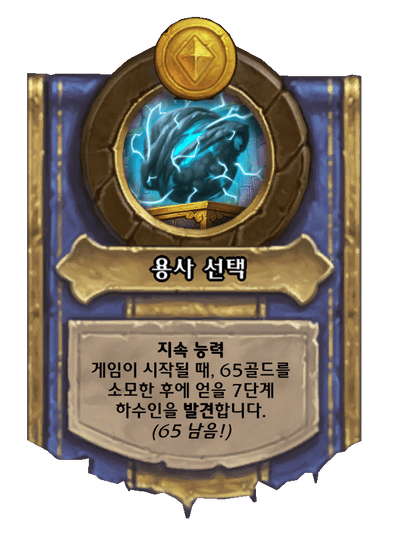 용사 선택
지속 능력
게임이 시작될 때, 65골드를
소모한 후에 얻을 7단계
하수인을 발견합니다.
(65 남음!)